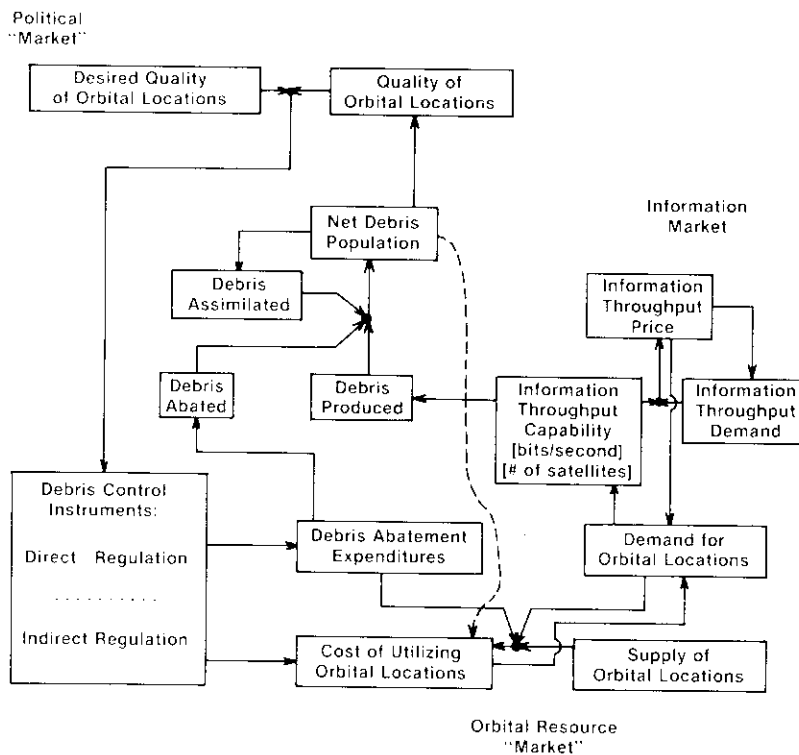 Political
"Market"
Desired Quality
of Orbital Locations
Quality of
Orbital Locations
Net Debris
Population
Information
Market
Debris
Assimilated
Information
Throughput
Price
Debris
Abated
Debris
Produced
Information
Throughput
Capability
[bits/second]
[# of satellites]
Information
Throughput
Demand
Debris Control
Instruments:
Direct Regulation
..........
Indirect Regulation
Debris Abatement
Expenditures
Demand for
Orbital Locations
Cost of Utilizing
Orbital Locations
Supply of
Orbital Locations
Orbital Resource
"Market"